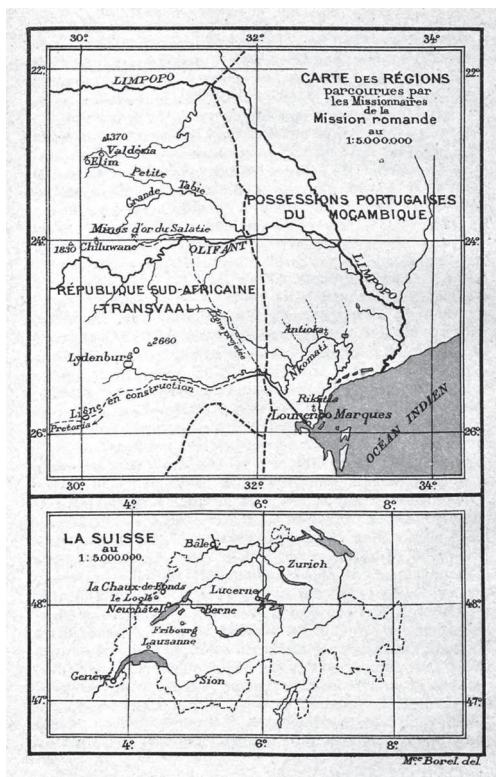 30° 32° 34°
22°
LIMPOPO
CARTE DES RÉGIONS
parcourues par
les Missionnaires
de la
Mission romande
au
1:5.000.000
1370
Valdézia
Elim
Petite
Grande Tabie
POSSESSIONS PORTUGAISES
DU MOÇAMBIQUE
Mines d'or du Salatie
24° 24°
1830 Chiluwane
OLIFANT
LIMPOPO
RÉPUBLIQUE SUD-AFRICAINE
(TRANSVAAL)
Ligne projetée
Antioka
Nkomati
2660
Lydenburg
Rikatla
Ligne en construction
Pretoria
Lourenço Marques
OCÉAN INDIEN
26° 26°
30° 32° 34°
4° 6° 8°
LA SUISSE
au
1:5.000.000.
Bâle
Zurich
la Chaux-de-Fonds
le Locle
Lucerne
48° 48°
Neuchâtel
Berne
Fribourg
Lausanne
Genève
Sion
47° 47°
4° 6° 8°
Mce Borel. del.